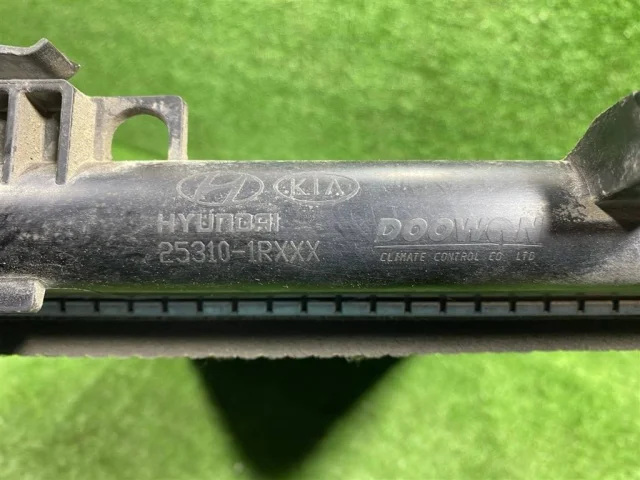 KIA
HYUNDAI
25310-1RXXX
DOOWON
CLIMATE CONTROL CO. LTD